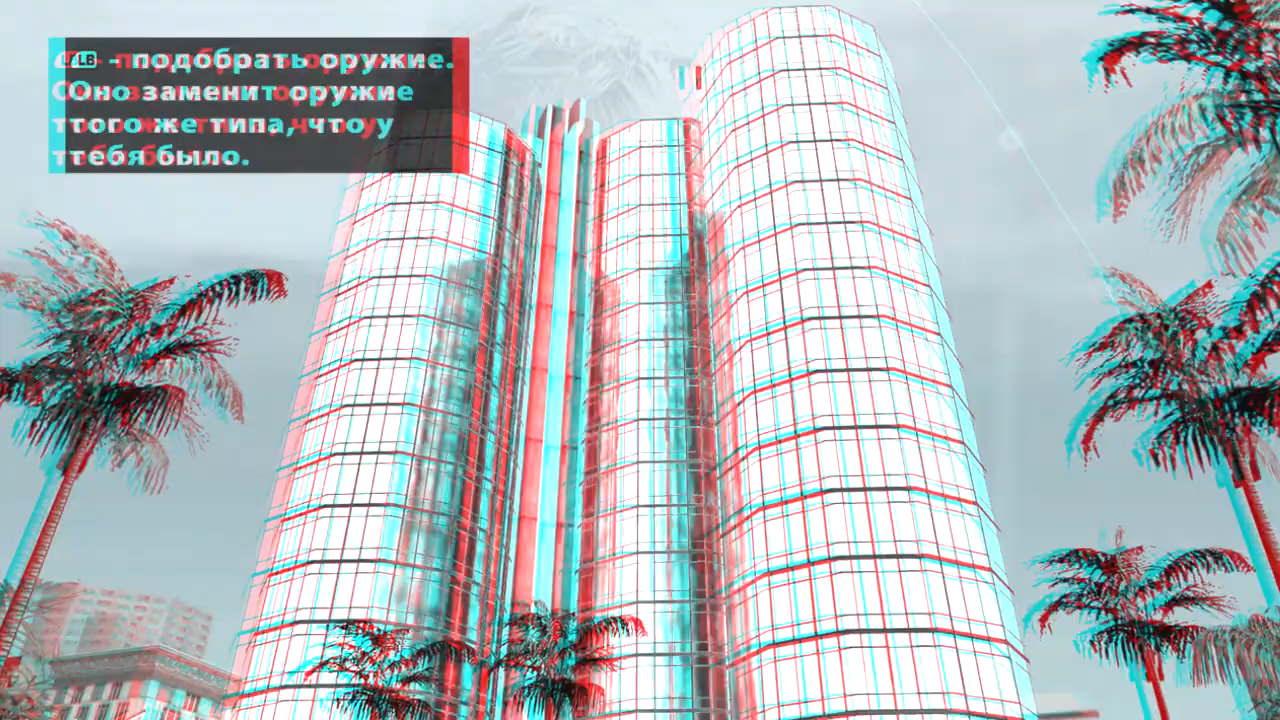 LB - подобрать оружие.
Оно заменит оружие
того же типа, что у
тебя было.